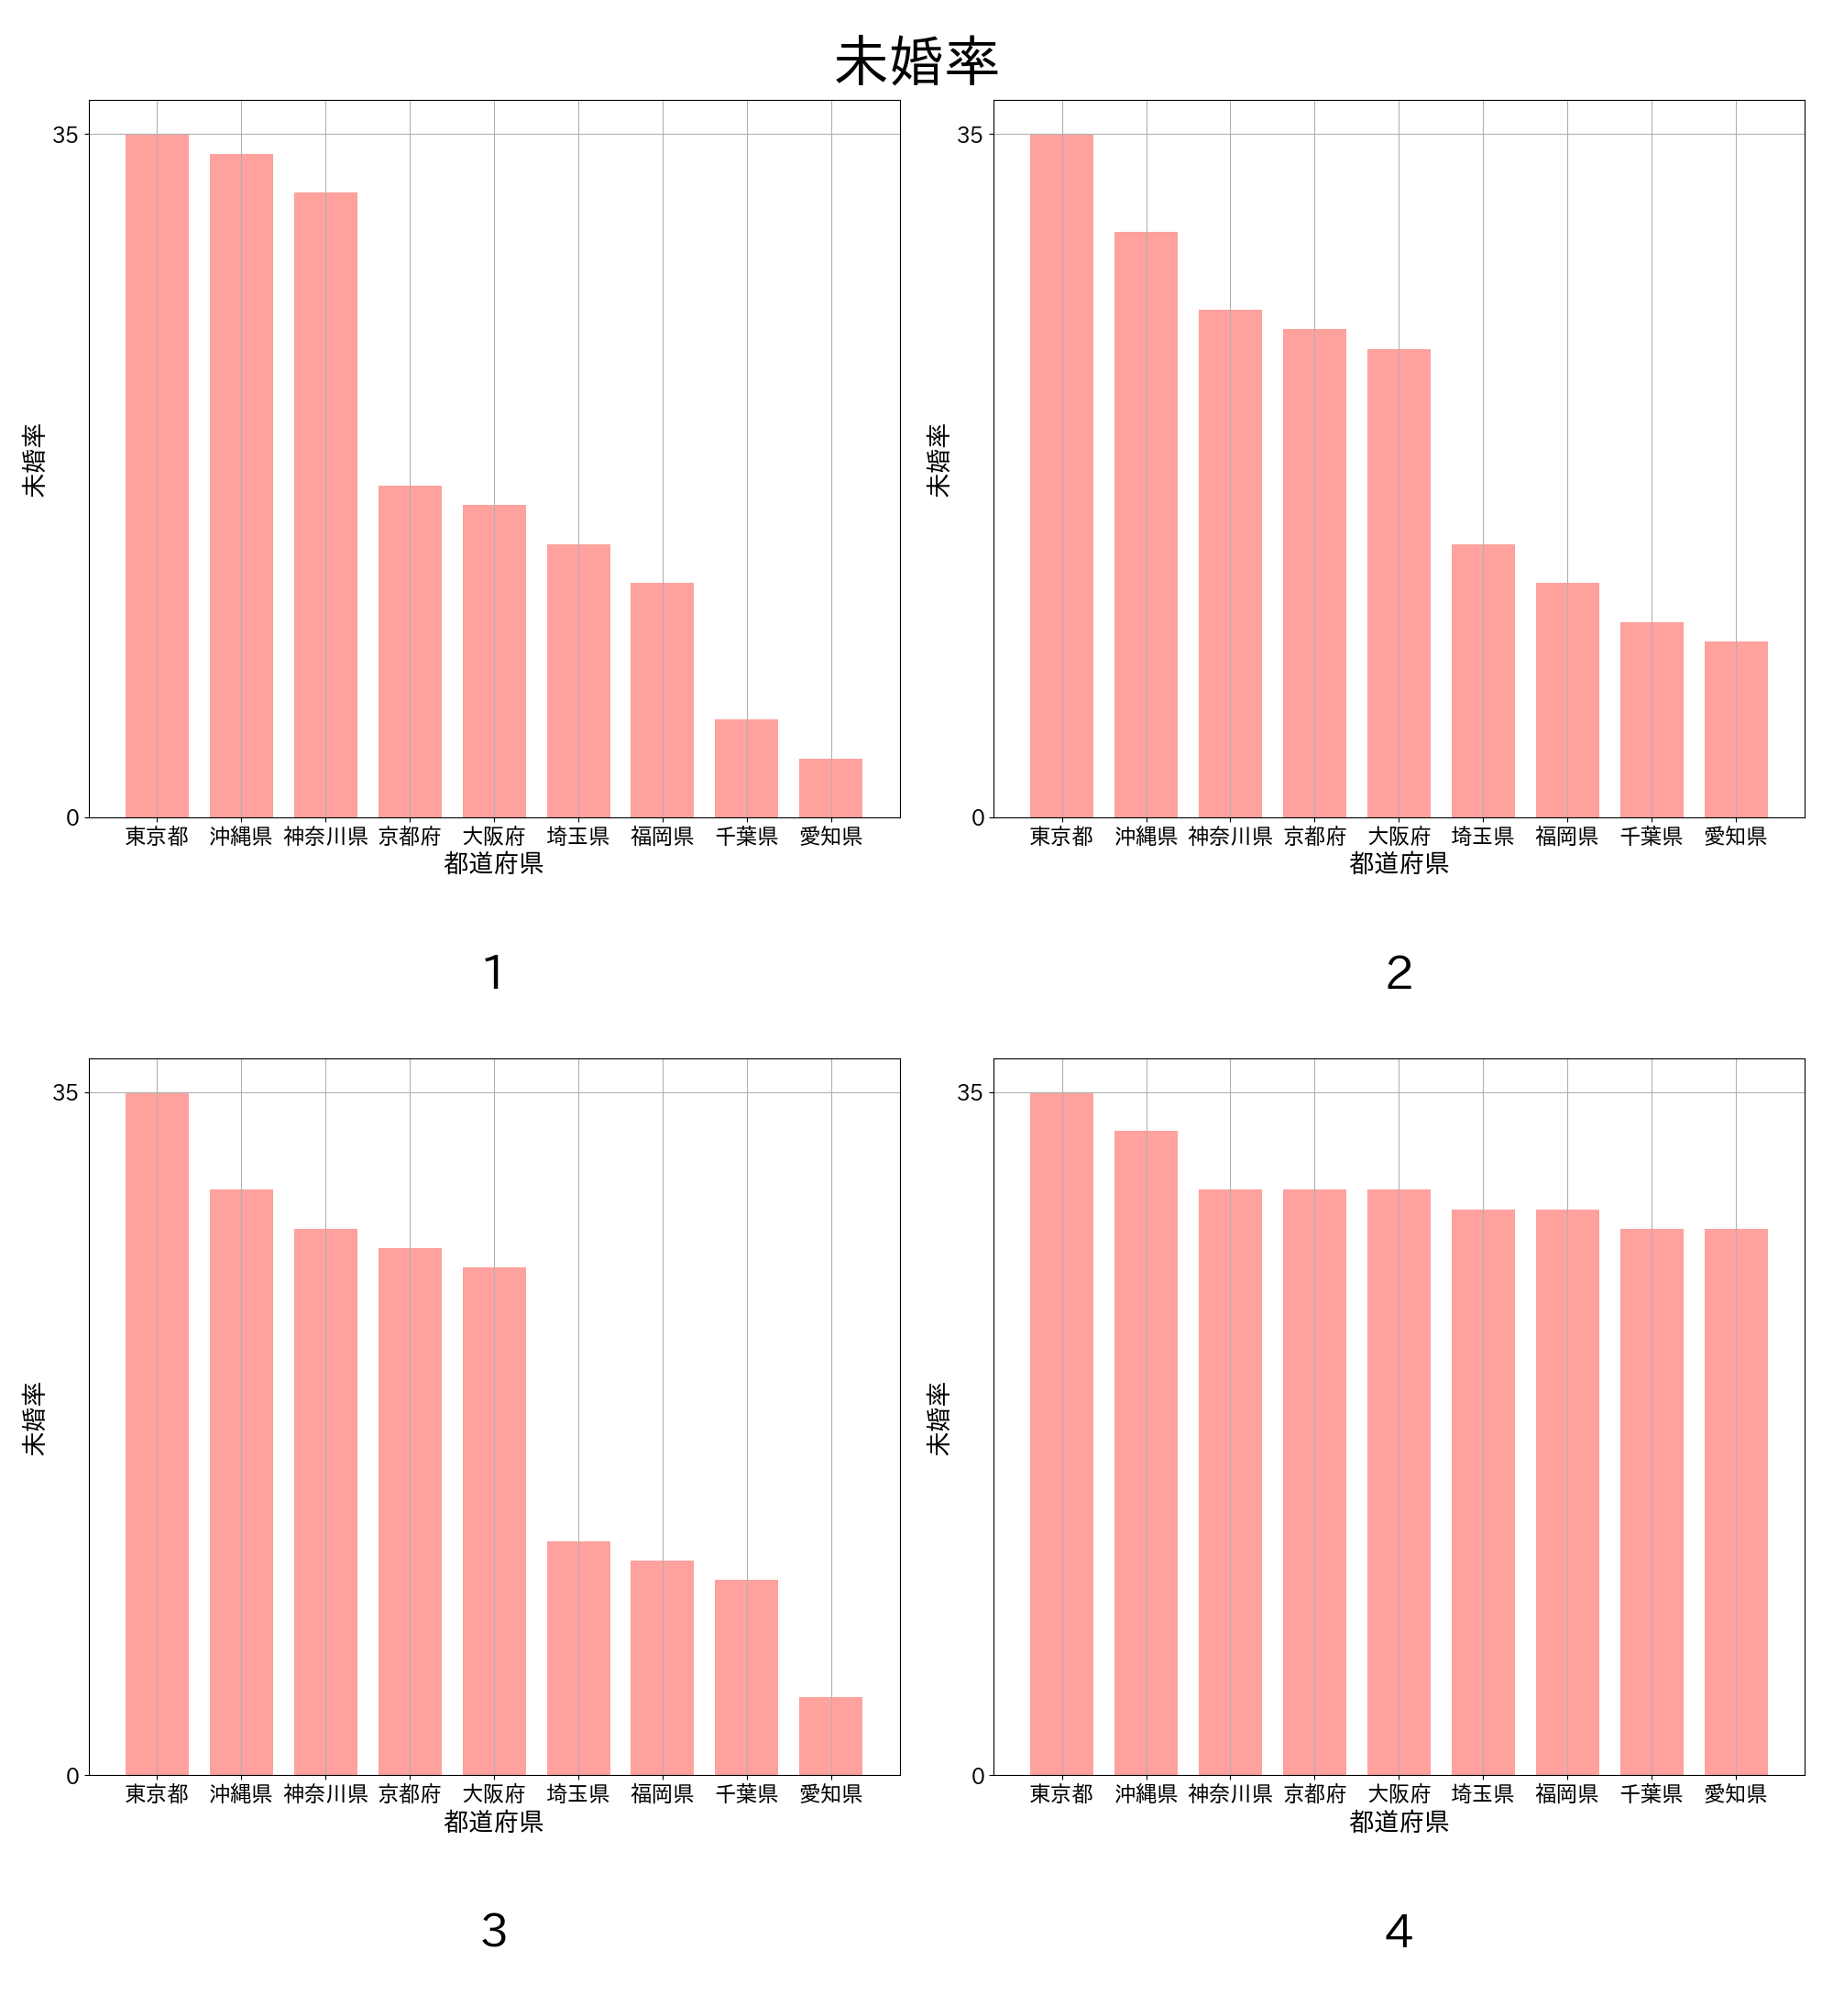 未婚率
35
未婚率
0
東京都 沖縄県 神奈川県 京都府 大阪府 埼玉県 福岡県 千葉県 愛知県
都道府県
1
35
未婚率
0
東京都 沖縄県 神奈川県 京都府 大阪府 埼玉県 福岡県 千葉県 愛知県
都道府県
2
35
未婚率
0
東京都 沖縄県 神奈川県 京都府 大阪府 埼玉県 福岡県 千葉県 愛知県
都道府県
3
35
未婚率
0
東京都 沖縄県 神奈川県 京都府 大阪府 埼玉県 福岡県 千葉県 愛知県
都道府県
4